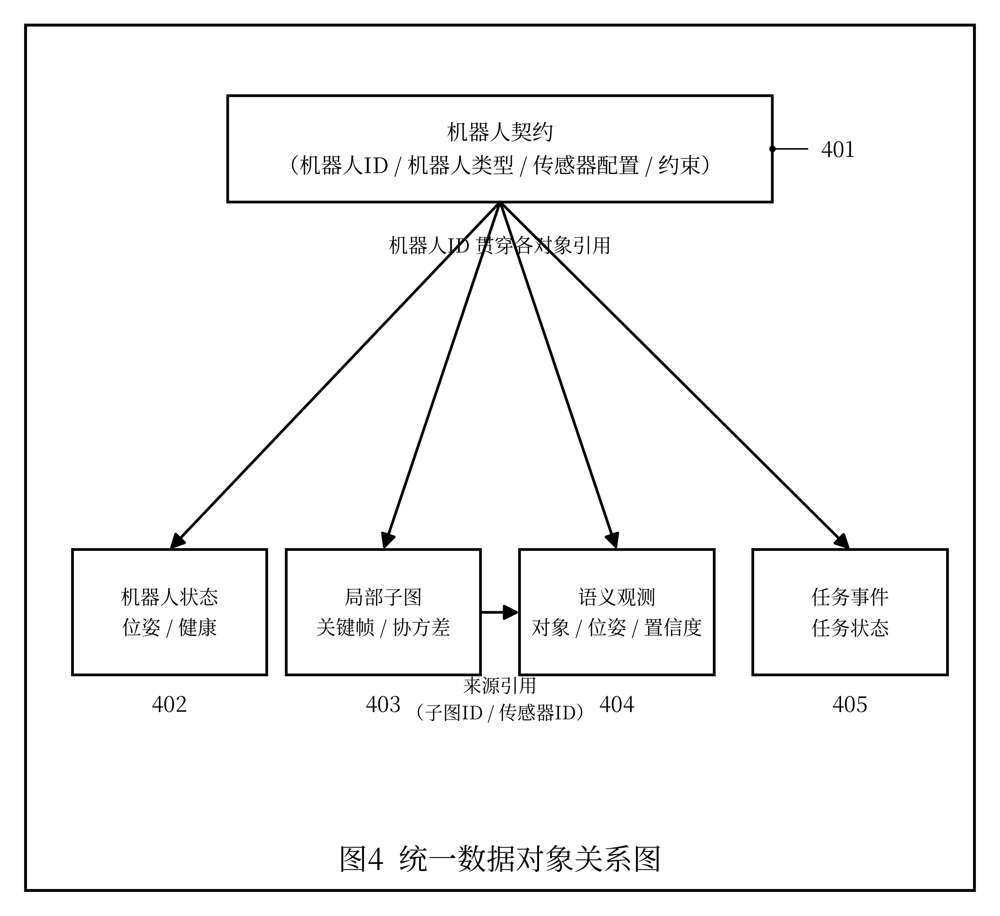 机器人契约
（机器人ID / 机器人类型 / 传感器配置 / 约束）
401
机器人ID 贯穿各对象引用
机器人状态
位姿 / 健康
局部子图
关键帧 / 协方差
语义观测
对象 / 位姿 / 置信度
任务事件
任务状态
402
403
来源引用
（子图ID / 传感器ID）
404
405
图4 统一数据对象关系图